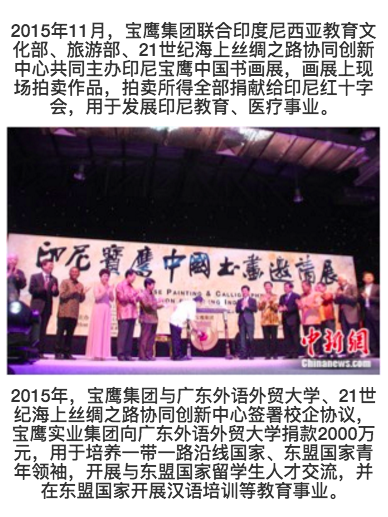 2015年11月，宝鹰集团联合印度尼西亚教育文
化部、旅游部、21世纪海上丝绸之路协同创新
中心共同主办印尼宝鹰中国书画展，画展上现
场拍卖作品，拍卖所得全部捐献给印尼红十字
会，用于发展印尼教育、医疗事业。
印尼寶鹰中國书畫邀請展
SE PAINTING & CALLIGRAPH
中新网
Chinanews.com
2015年，宝鹰集团与广东外语外贸大学、21世
纪海上丝绸之路协同创新中心签署校企协议，
宝鹰实业集团向广东外语外贸大学捐款2000万
元，用于培养一带一路沿线国家、东盟国家青
年领袖，开展与东盟国家留学生人才交流，并
在东盟国家开展汉语培训等教育事业。